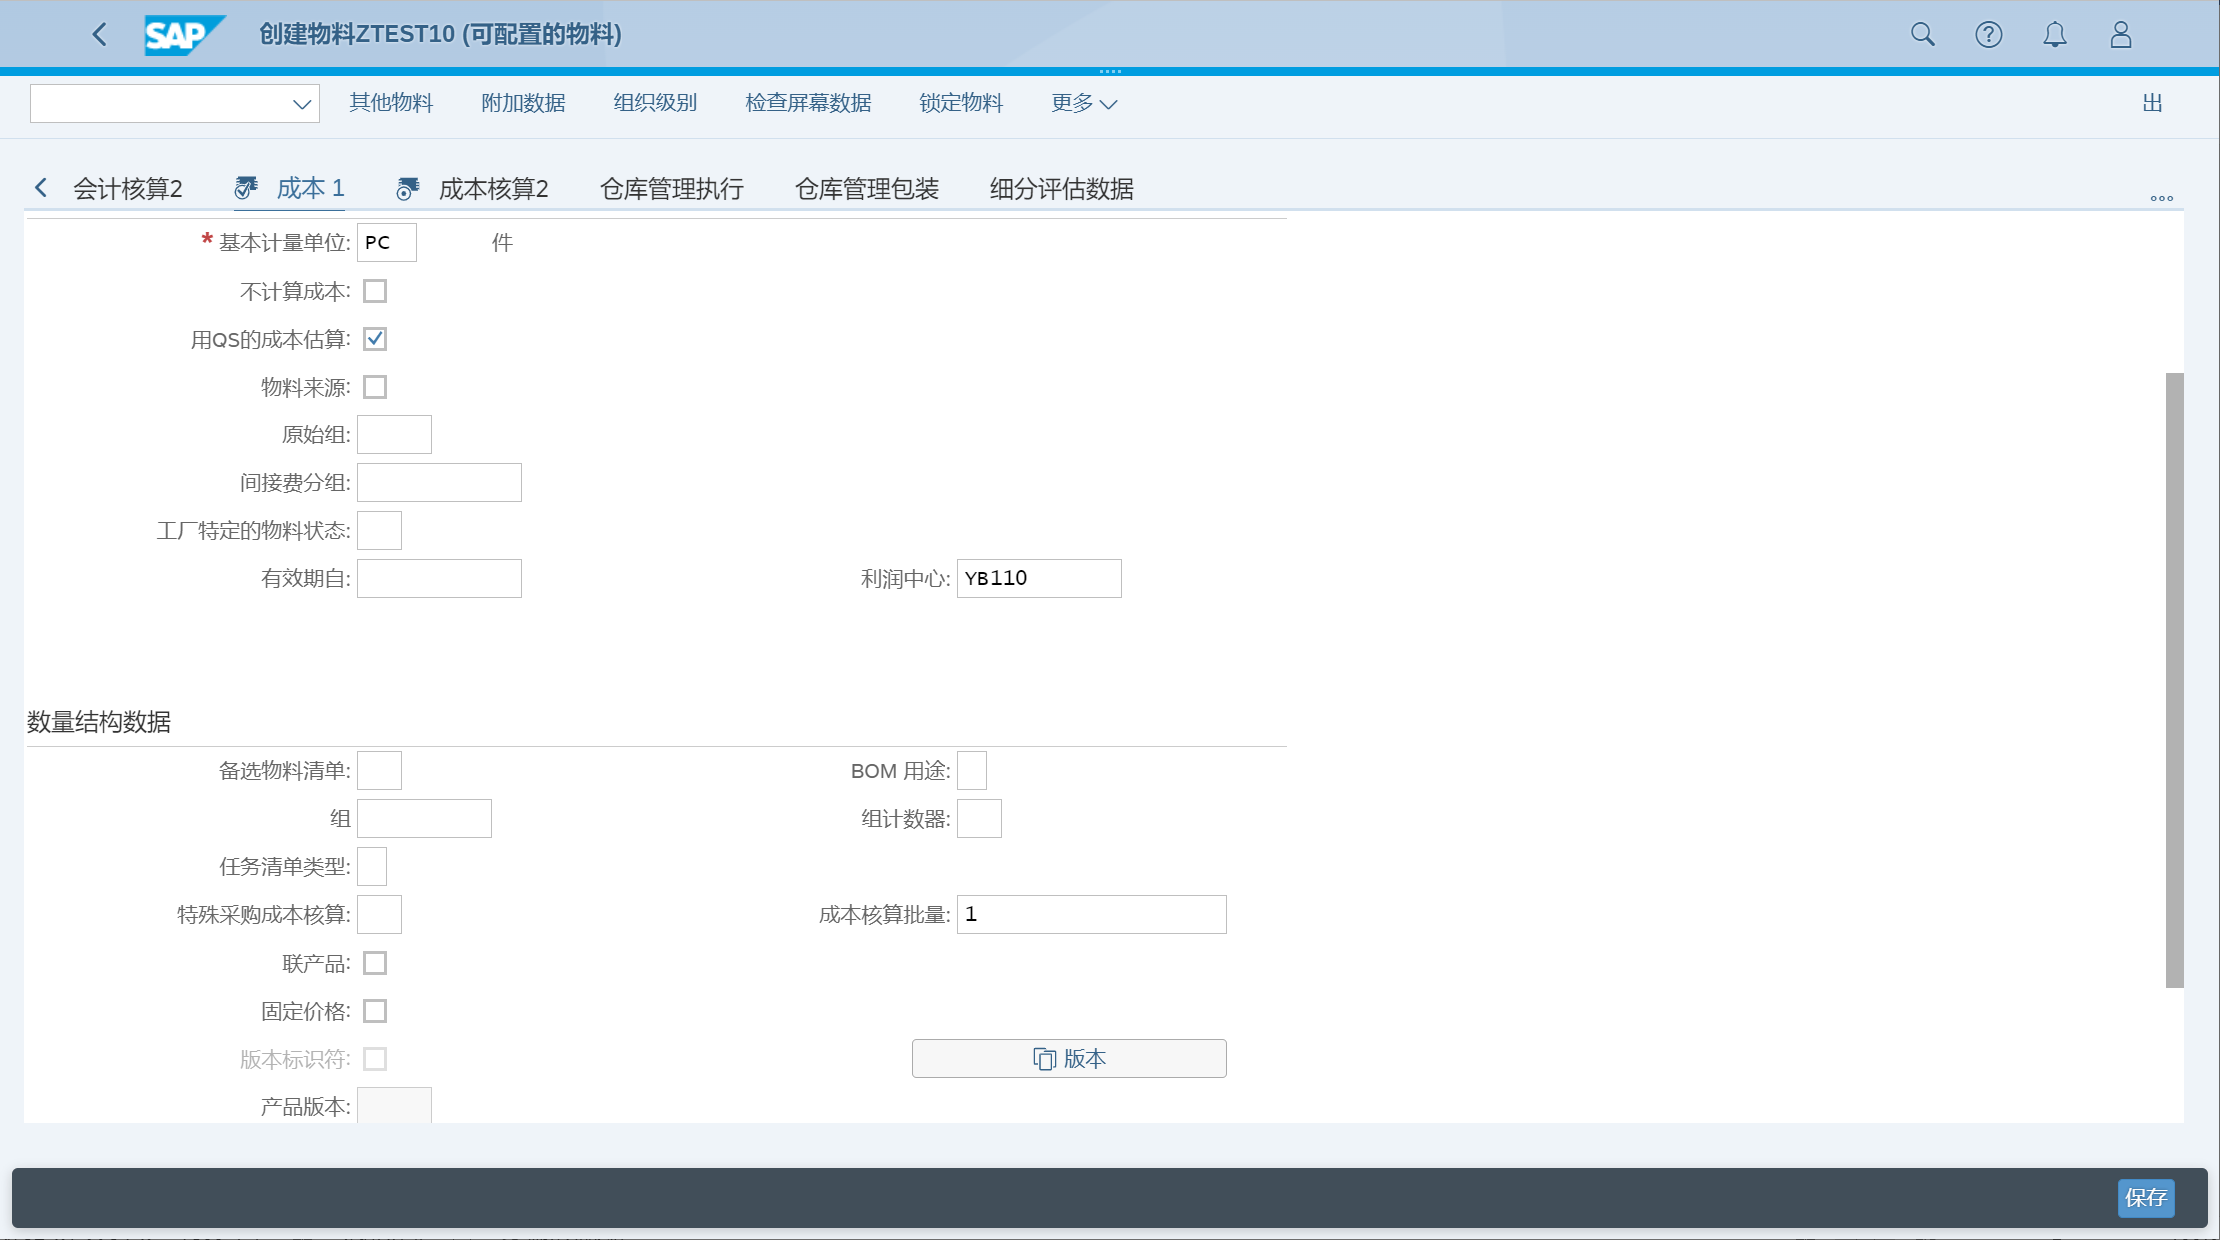 SAP 创建物料ZTEST10 (可配置的物料)
其他物料 附加数据 组织级别 检查屏幕数据 锁定物料 更多 出
会计核算2 成本 1 成本核算2 仓库管理执行 仓库管理包装 细分评估数据
* 基本计量单位: PC 件
不计算成本:
用QS的成本估算:
物料来源:
原始组:
间接费分组:
工厂特定的物料状态:
有效期自: 利润中心: YB110
数量结构数据
备选物料清单: BOM 用途:
组 组计数器:
任务清单类型:
特殊采购成本核算: 成本核算批量: 1
联产品:
固定价格:
版本标识符: 版本
产品版本:
保存